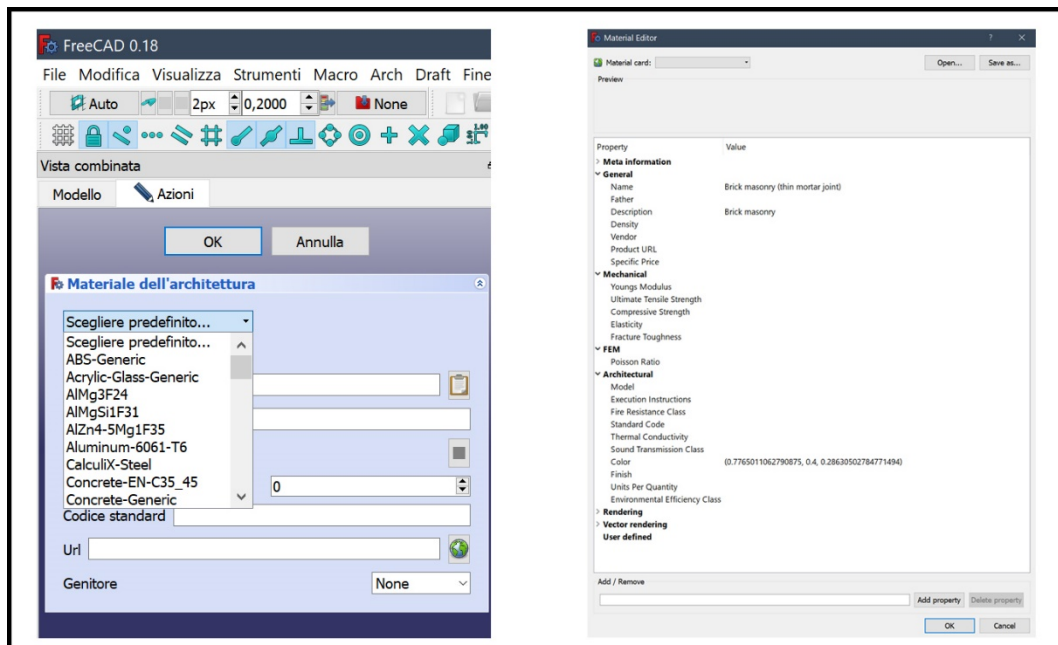 FreeCAD 0.18
File Modifica Visualizza Strumenti Macro Arch Draft Fine
Auto 2px 0,2000 None
1.00
Vista combinata
Modello Azioni
OK Annulla
Materiale dell'architettura
Scegliere predefinito...
Scegliere predefinito...
ABS-Generic
Acrylic-Glass-Generic
AlMg3F24
AlMgSi1F31
AlZn4-5Mg1F35
Aluminum-6061-T6
CalculiX-Steel
Concrete-EN-C35_45
0
Concrete-Generic
Codice standard
Url
Genitore None
Material Editor
Material card: Open... Save as...
Preview
Property Value
Meta information
General
Name Brick masonry (thin mortar joint)
Father
Description Brick masonry
Density
Vendor
Product URL
Specific Price
Mechanical
Youngs Modulus
Ultimate Tensile Strength
Compressive Strength
Elasticity
Fracture Toughness
FEM
Poisson Ratio
Architectural
Model
Execution Instructions
Fire Resistance Class
Standard Code
Thermal Conductivity
Sound Transmission Class
Color (0.7765011062790875, 0.4, 0.28630502784771494)
Finish
Units Per Quantity
Environmental Efficiency Class
Rendering
Vector rendering
User defined
Add / Remove
Add property Delete property
OK Cancel